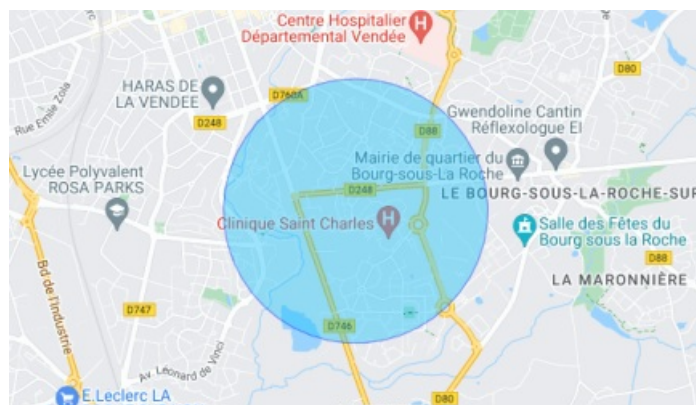 Centre Hospitalier
Départemental Vendée
D80
HARAS DE
LA VENDEE
D760A
Rue Emile Zola
D248
D88
Gwendoline Cantin
Réflexologue EI
Mairie de quartier du
Bourg-sous-La Roche
Lycée Polyvalent
ROSA PARKS
D248
LE BOURG-SOUS-LA-ROCHE-SUR
Clinique Saint Charles
Salle des Fêtes du
Bourg sous la Roche
D88
LA MARONNIÈRE
Bd de l'Industrie
D747
D746
Av. Léonard de Vinci
E.Leclerc LA
D80